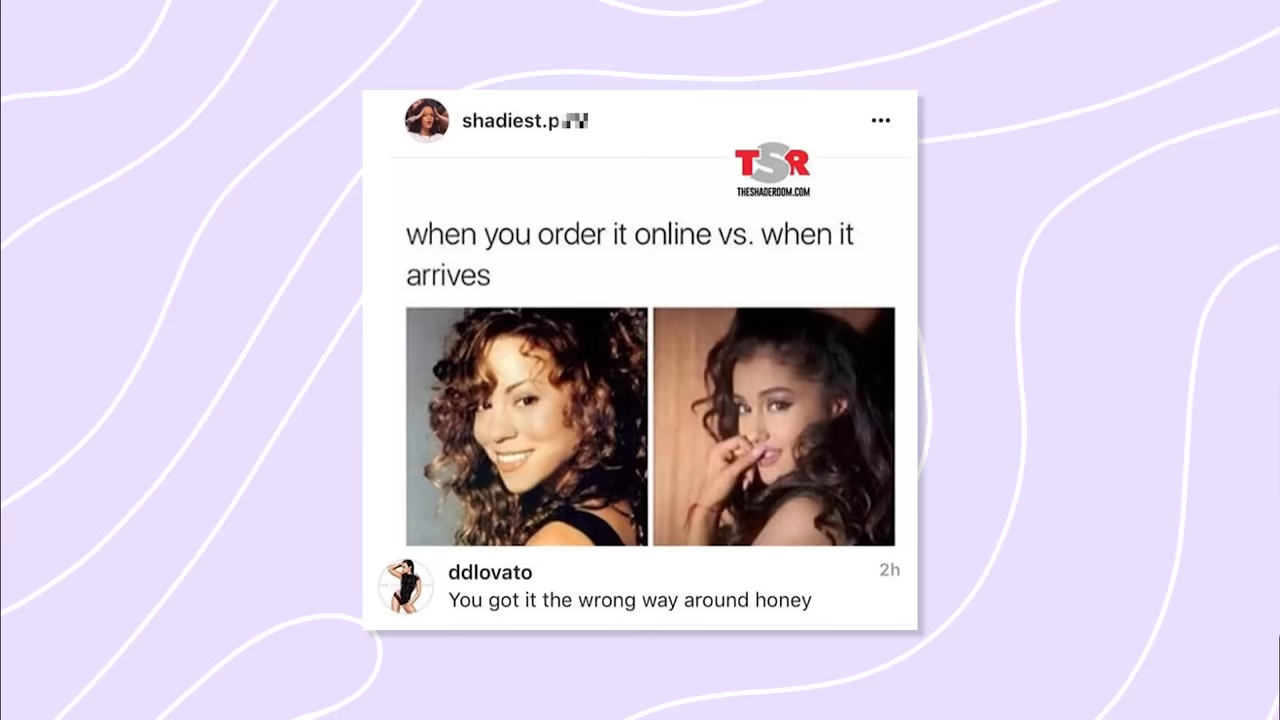 shadiest.p
TSR
THESHADEROOM.COM
when you order it online vs. when it
arrives
ddlovato
2h
You got it the wrong way around honey